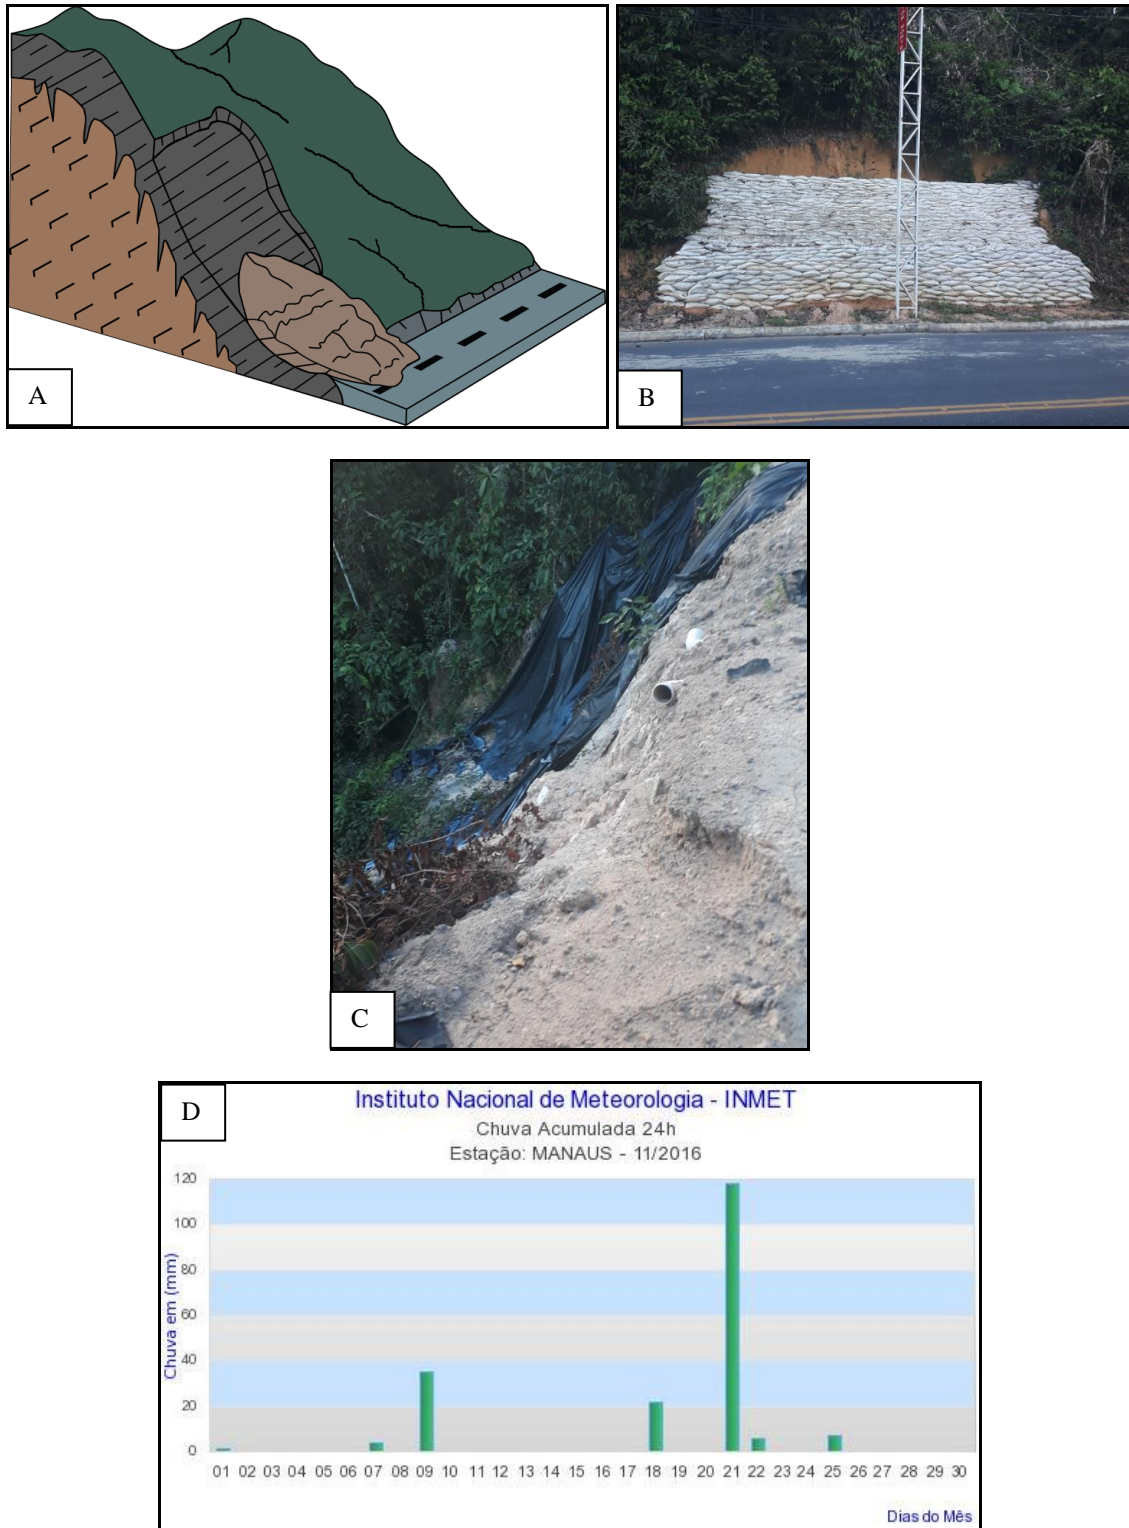 A
B
C
D
Instituto Nacional de Meteorologia - INMET
Chuva Acumulada 24h
Estação: MANAUS - 11/2016
Chuva em (mm)
120
100
80
60
40
20
0
01 02 03 04 05 06 07 08 09 10 11 12 13 14 15 16 17 18 19 20 21 22 23 24 25 26 27 28 29 30
Dias do Mês